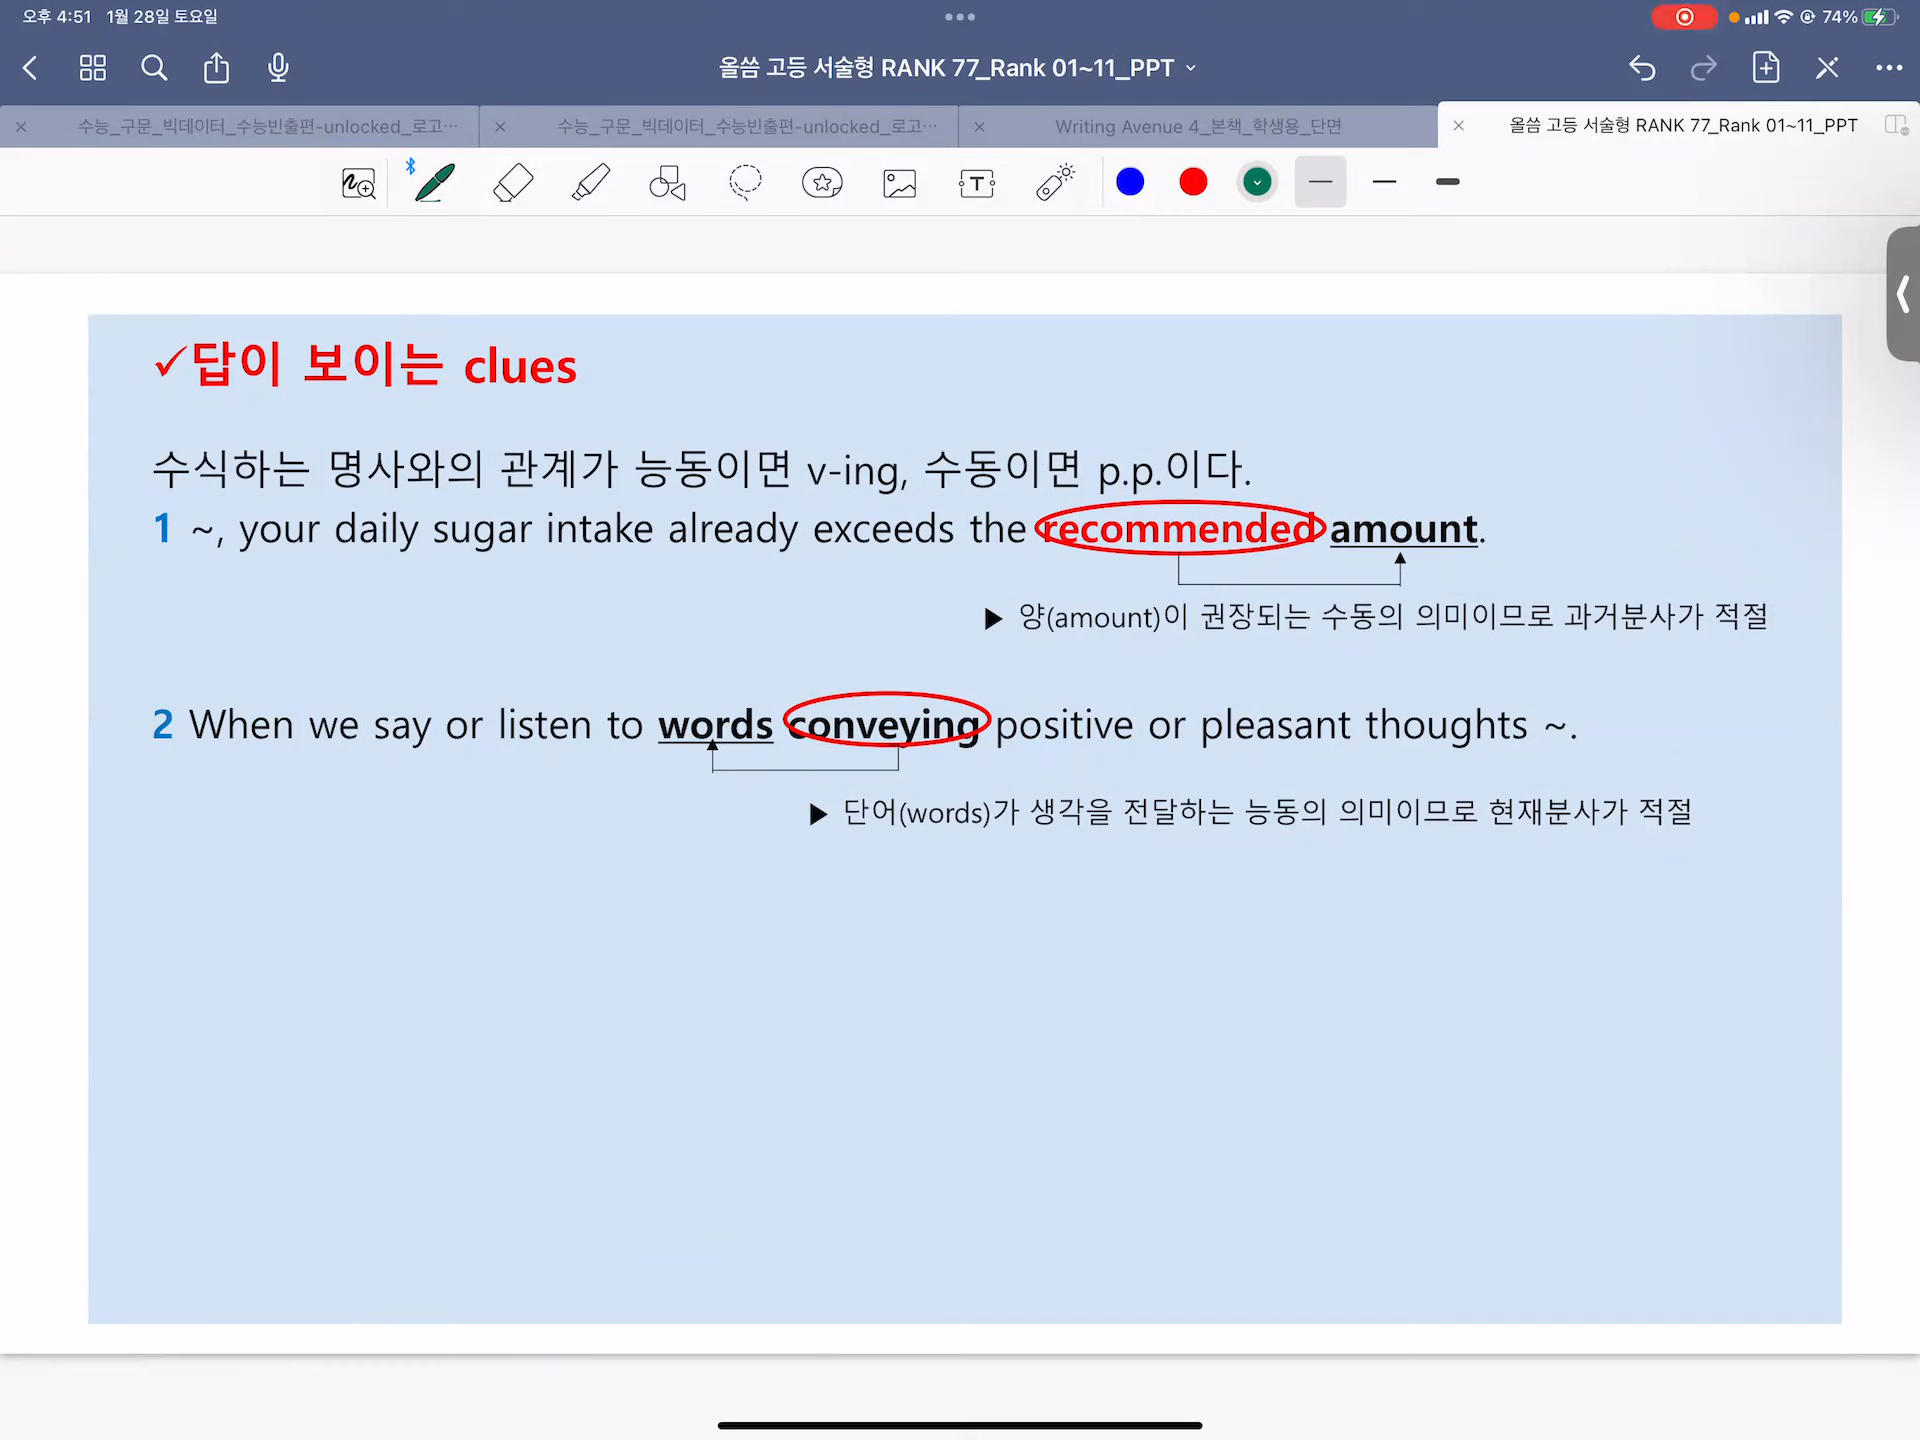 오후 4:51 1월 28일 토요일
74%
올씀 고등 서술형 RANK 77_Rank 01~11_PPT
수능_구문_빅데이터_수능빈출편-unlocked_로고…
수능_구문_빅데이터_수능빈출편-unlocked_로고…
Writing Avenue 4_본책_학생용_단면
올씀 고등 서술형 RANK 77_Rank 01~11_PPT
✓답이 보이는 clues
수식하는 명사와의 관계가 능동이면 v-ing, 수동이면 p.p.이다.
1 ~, your daily sugar intake already exceeds the recommended amount.
▶ 양(amount)이 권장되는 수동의 의미이므로 과거분사가 적절
2 When we say or listen to words conveying positive or pleasant thoughts ~.
▶ 단어(words)가 생각을 전달하는 능동의 의미이므로 현재분사가 적절